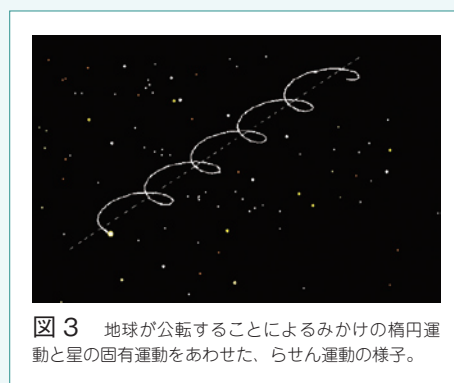 図3 地球が公転することによるみかけの楕円運
動と星の固有運動をあわせた、らせん運動の様子。